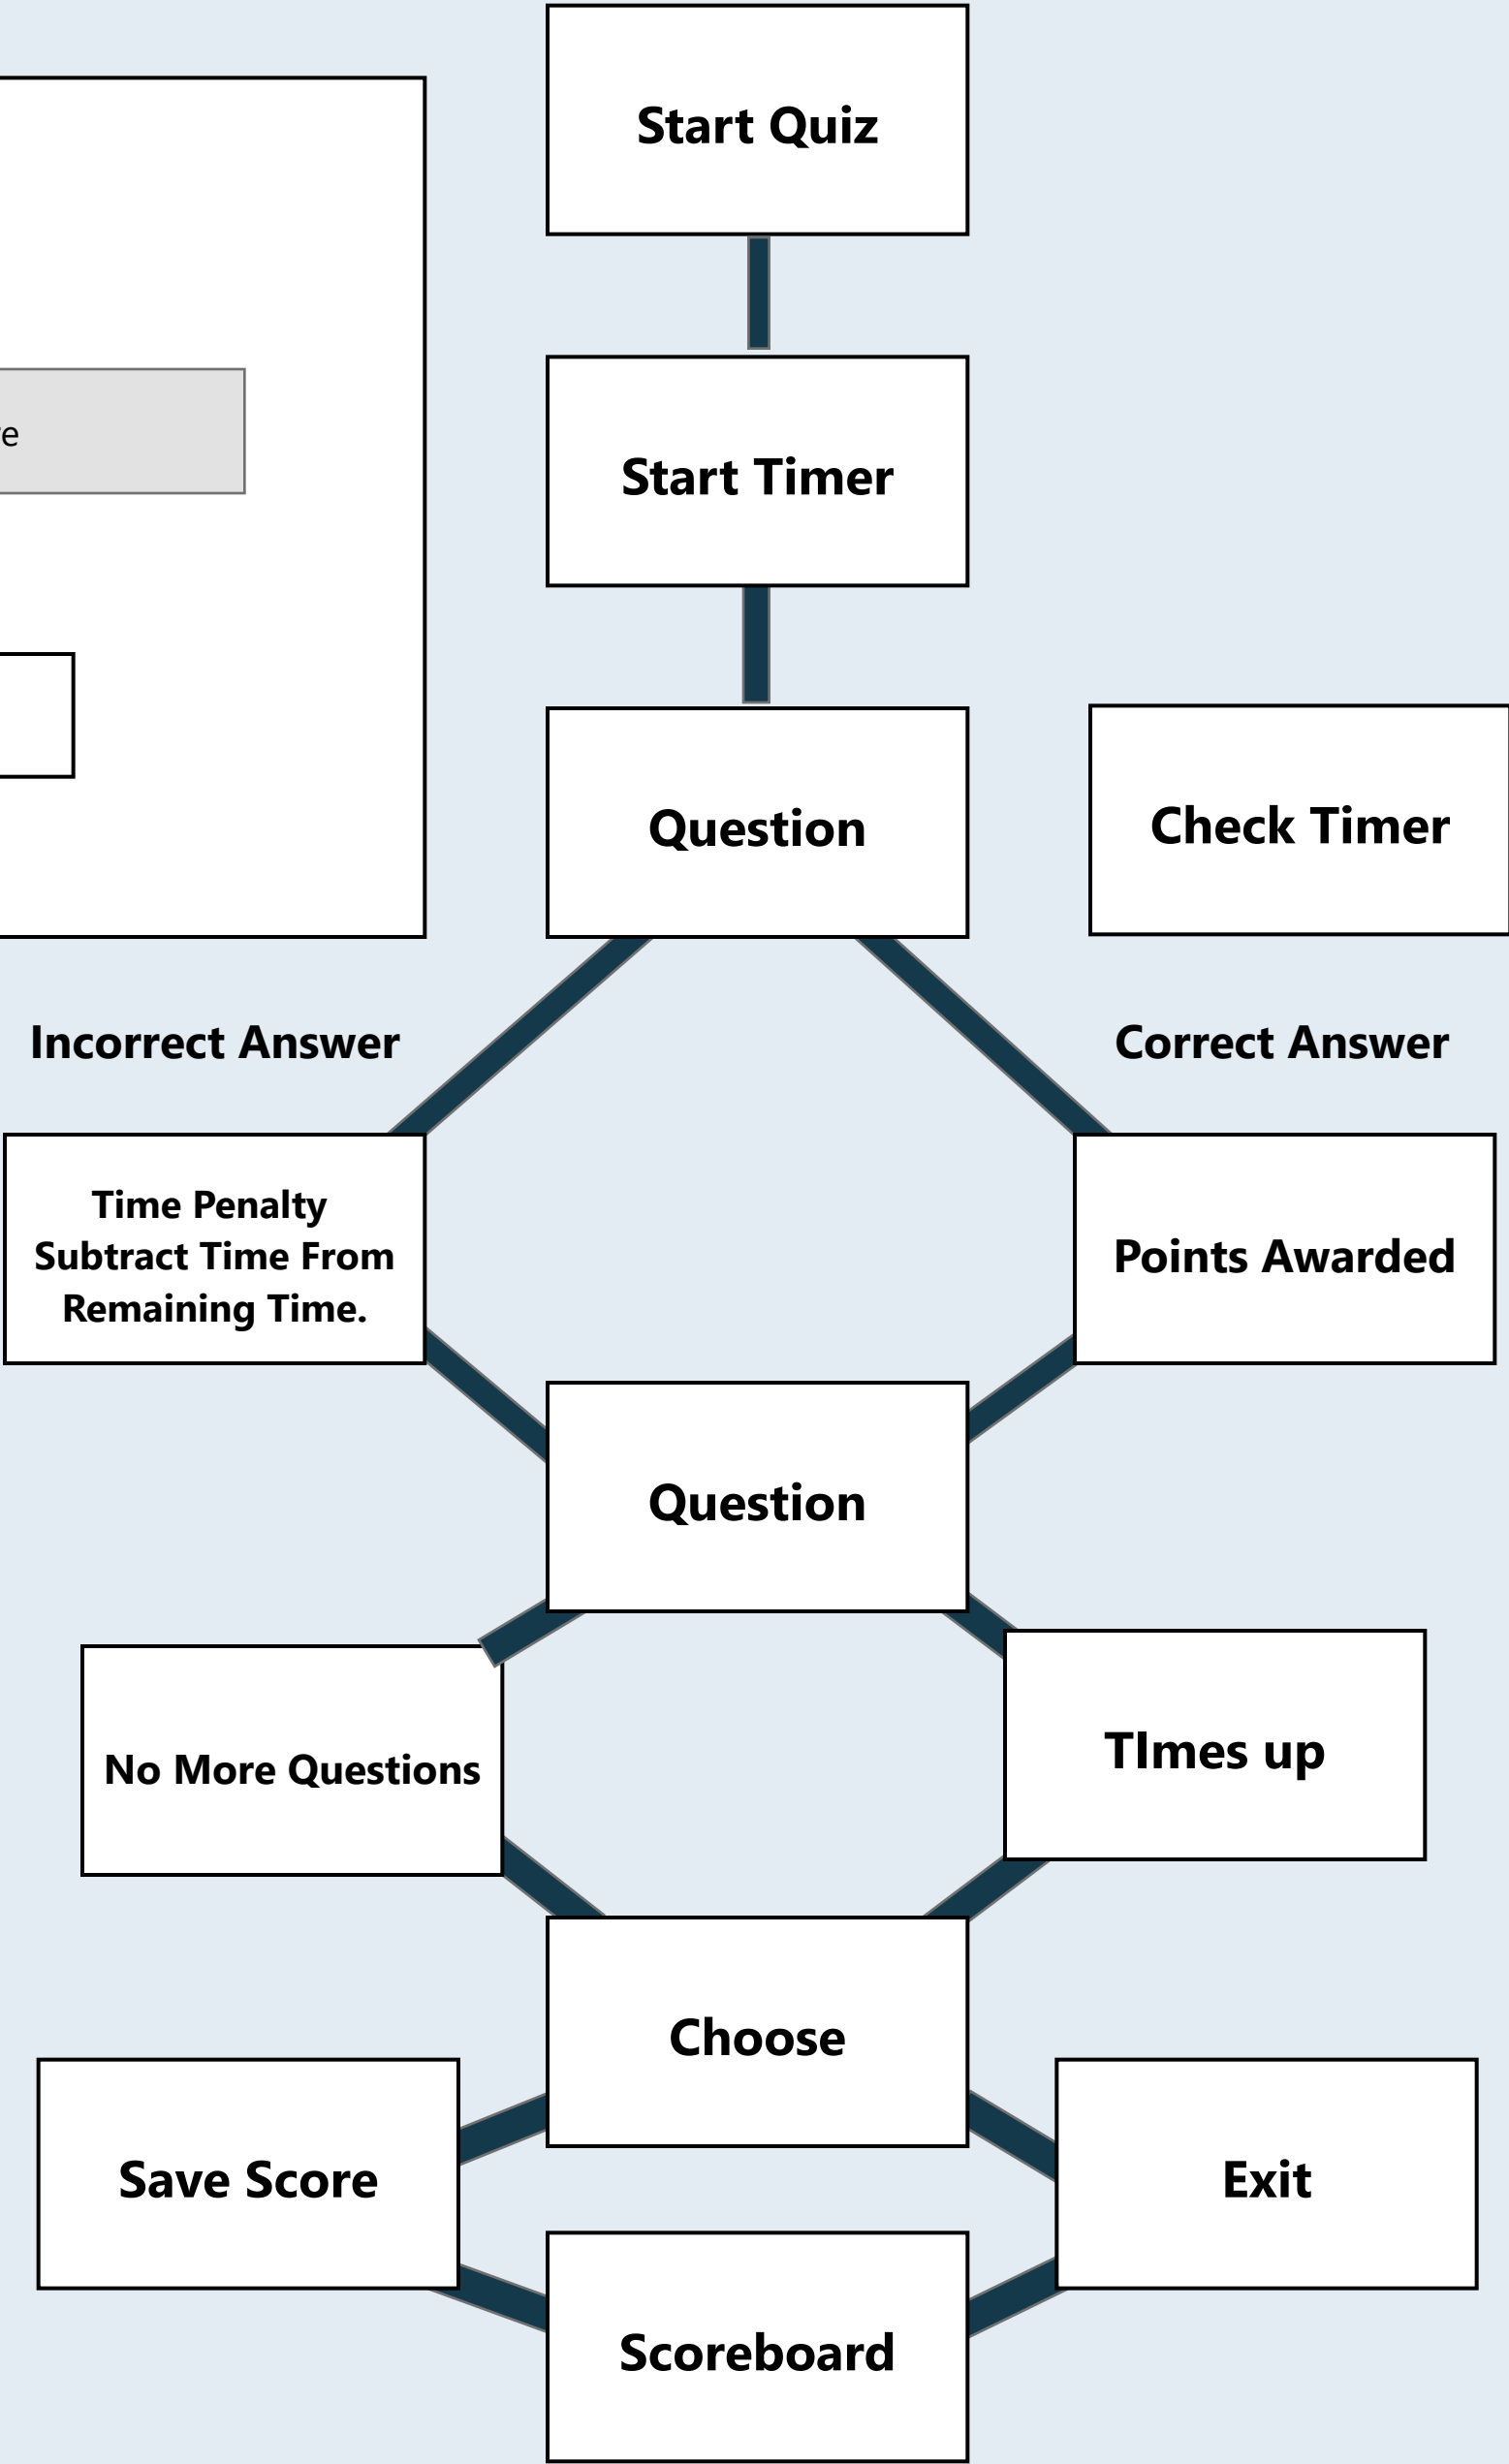 Start Quiz
Start Timer
Question
Check Timer
Incorrect Answer
Correct Answer
Time Penalty
Subtract Time From
Remaining Time.
Points Awarded
Question
No More Questions
TImes up
Choose
Save Score
Exit
Scoreboard